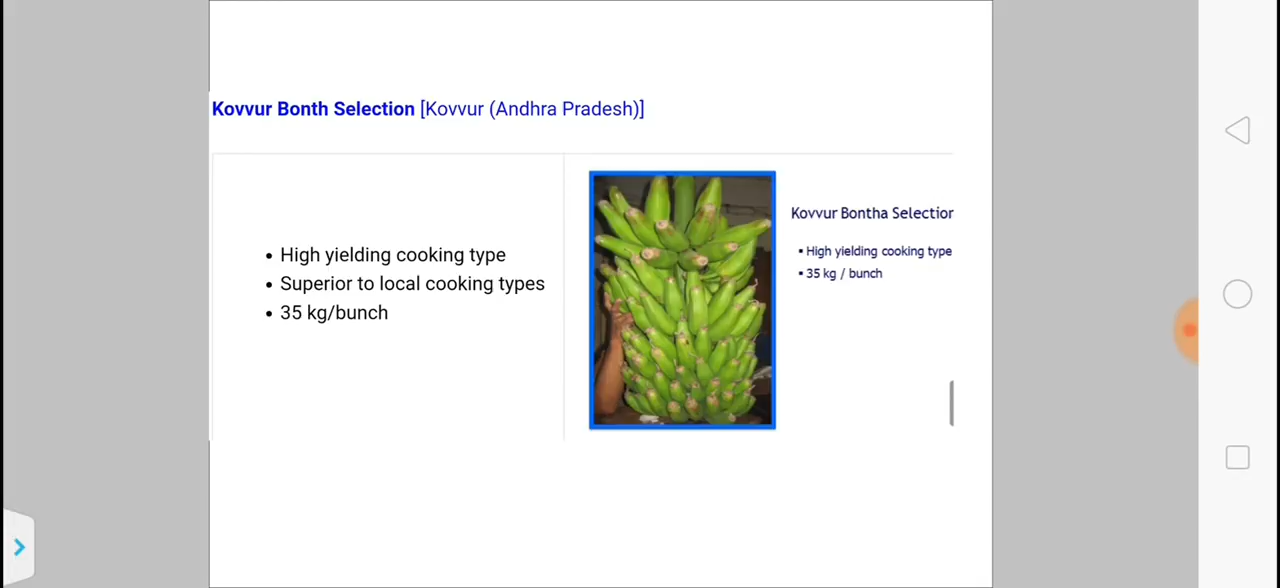 Kovvur Bonth Selection [Kovvur (Andhra Pradesh)]
• High yielding cooking type
• Superior to local cooking types
• 35 kg/bunch
Kovvur Bontha Selection
▪ High yielding cooking type
▪ 35 kg / bunch